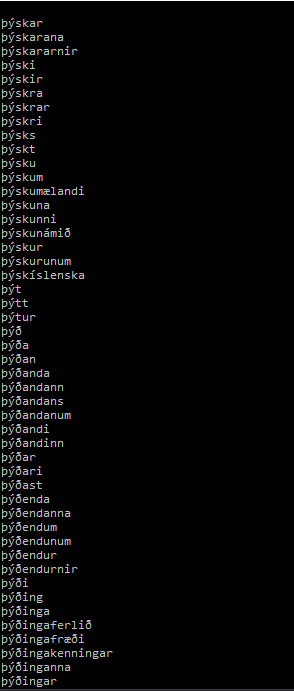 þýskar
þýskarana
þýskararnir
þýski
þýskir
þýskra
þýskrar
þýskri
þýsks
þýskt
þýsku
þýskum
þýskumælandi
þýskuna
þýskunni
þýskunámið
þýskur
þýskurunum
þýskíslenska
þýt
þýtt
þýtur
þýð
þýða
þýðan
þýðanda
þýðandann
þýðandans
þýðandanum
þýðandi
þýðandinn
þýðar
þýðari
þýðast
þýðenda
þýðendanna
þýðendum
þýðendunum
þýðendur
þýðendurnir
þýði
þýðing
þýðinga
þýðingaferlið
þýðingafræði
þýðingakenningar
þýðinganna
þýðingar